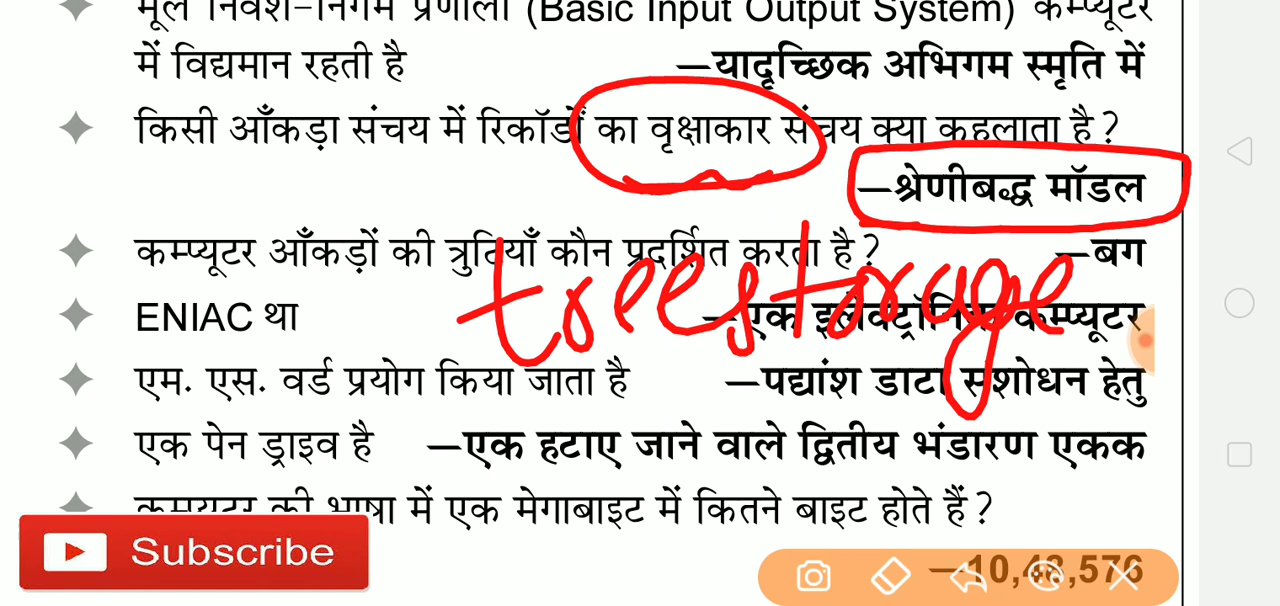 मूल निवेश-निर्गम प्रणाली (Basic Input Output System) कम्प्यूटर
में विद्यमान रहती है —यादृच्छिक अभिगम स्मृति में
किसी आँकड़ा संचय में रिकॉर्डों का वृक्षाकार संचय क्या कहलाता है?
—श्रेणीबद्ध मॉडल
कम्प्यूटर आँकड़ों की त्रुटियाँ कौन प्रदर्शित करता है? —बग
treestorage
ENIAC था —एक इलेक्ट्रॉनिक कम्प्यूटर
एम. एस. वर्ड प्रयोग किया जाता है —पद्यांश डाटा संशोधन हेतु
एक पेन ड्राइव है —एक हटाए जाने वाले द्वितीय भंडारण एकक
कम्प्यूटर की भाषा में एक मेगाबाइट में कितने बाइट होते हैं?
Subscribe
—10,48,576